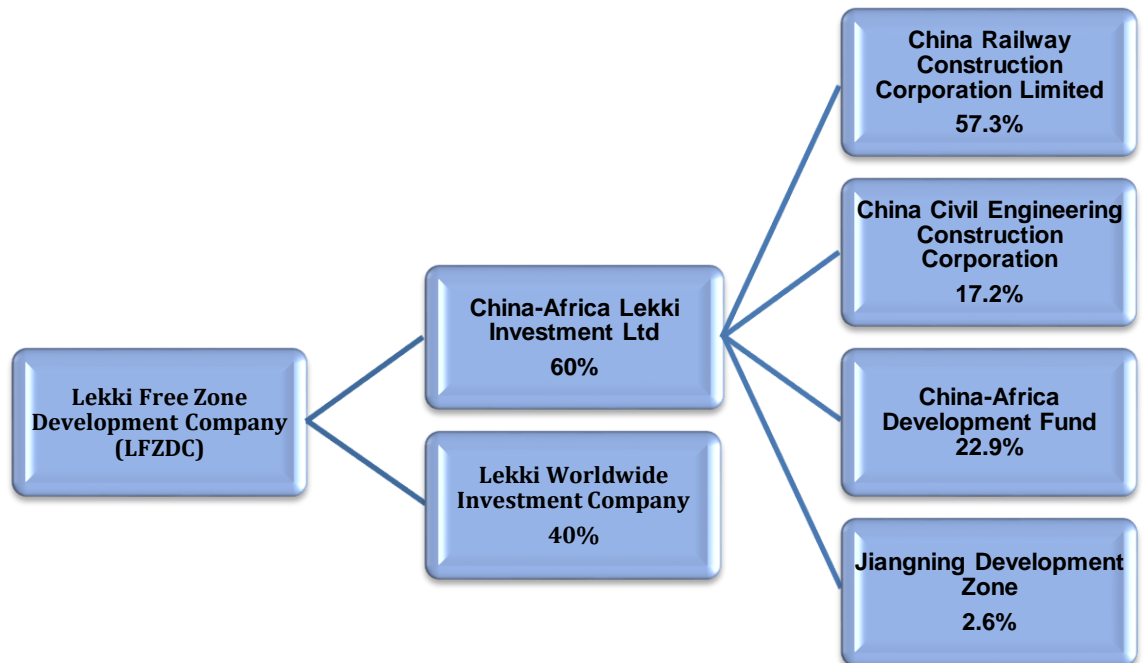 Lekki Free Zone
Development Company
(LFZDC)
China-Africa Lekki
Investment Ltd
60%
Lekki Worldwide
Investment Company
40%
China Railway
Construction
Corporation Limited
57.3%
China Civil Engineering
Construction
Corporation
17.2%
China-Africa
Development Fund
22.9%
Jiangning Development
Zone
2.6%